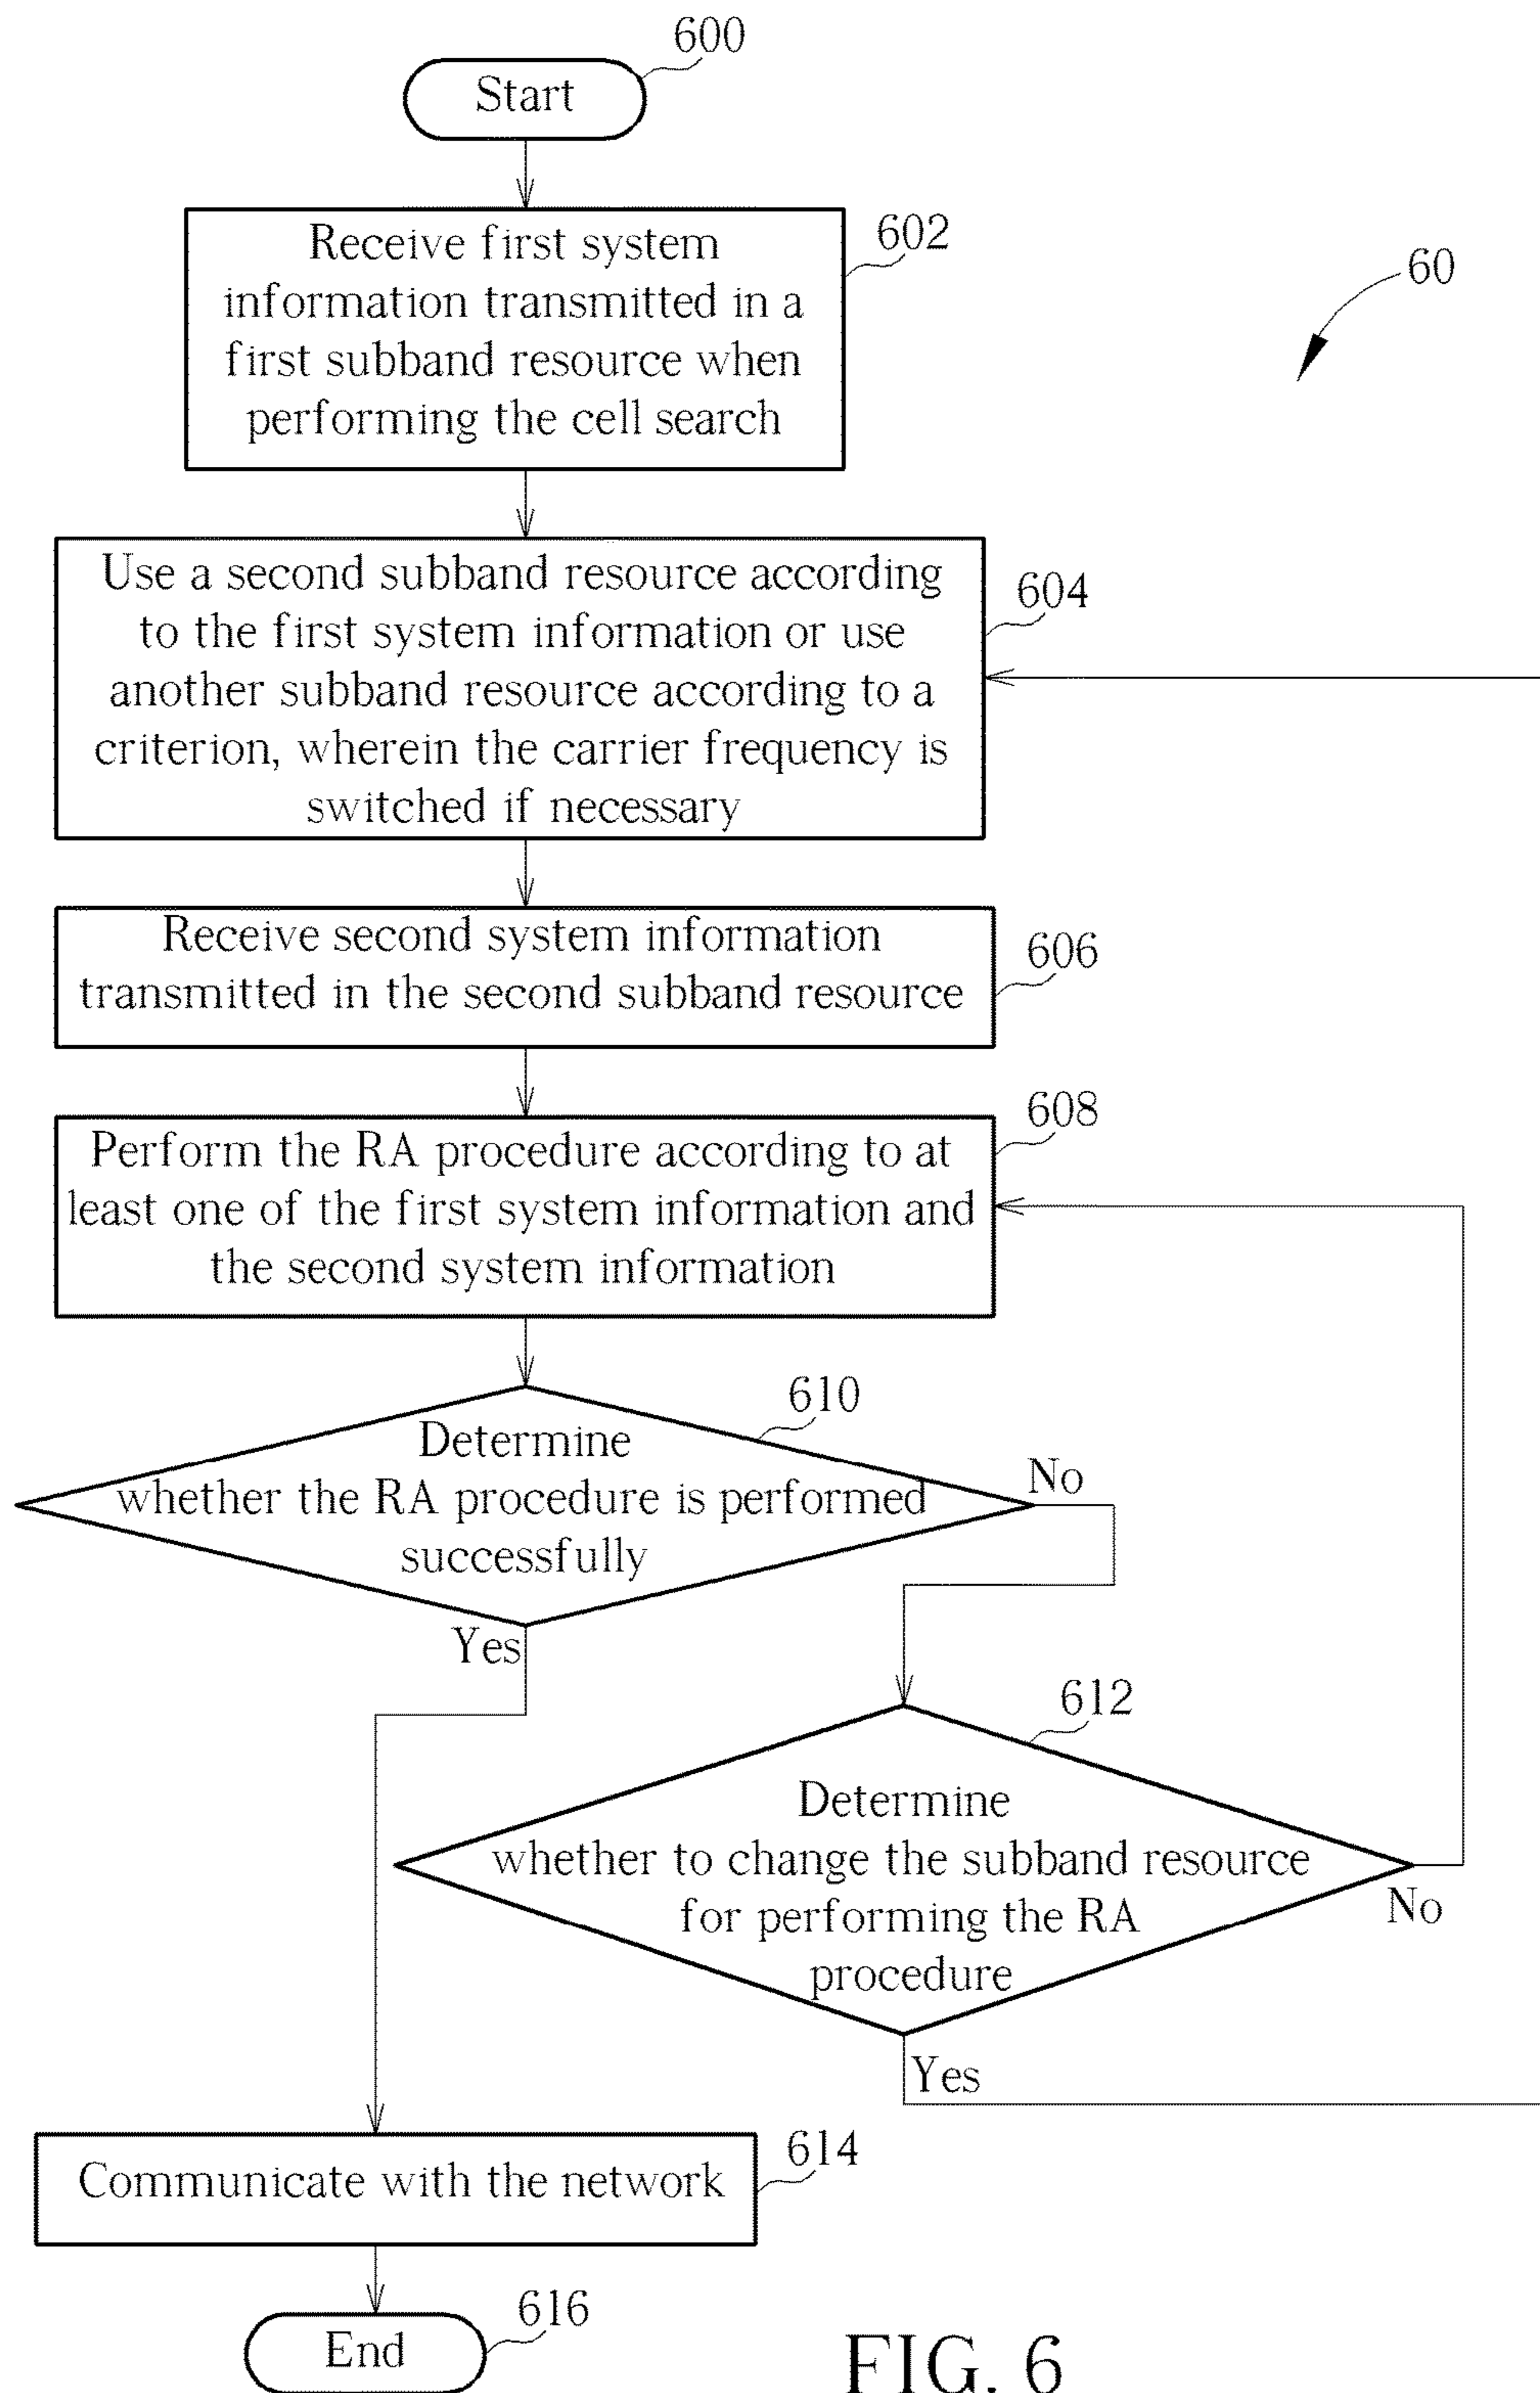 600
Start
602
Receive first system
information transmitted in a
first subband resource when
performing the cell search
60
604
Use a second subband resource according
to the first system information or use
another subband resource according to a
criterion, wherein the carrier frequency is
switched if necessary
606
Receive second system information
transmitted in the second subband resource
608
Perform the RA procedure according to at
least one of the first system information and
the second system information
610
Determine
whether the RA procedure is performed
successfully
No
Yes
612
Determine
whether to change the subband resource
for performing the RA
procedure
No
Yes
614
Communicate with the network
616
End
FIG. 6